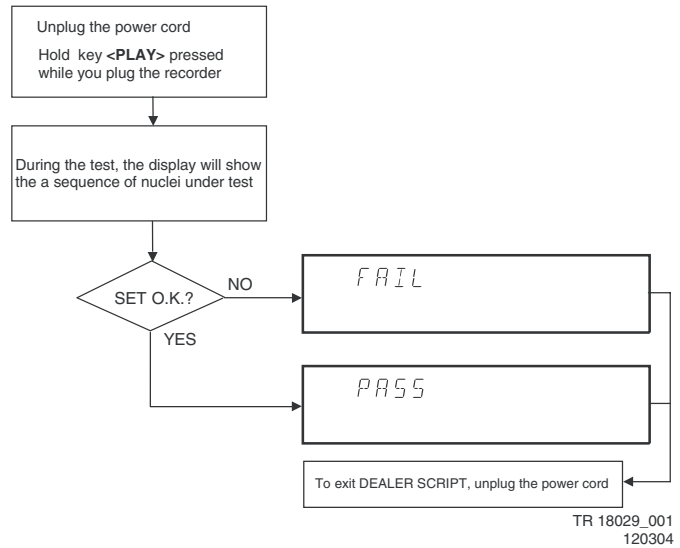 Unplug the power cord
Hold key <PLAY> pressed
while you plug the recorder
During the test, the display will show
the a sequence of nuclei under test
SET O.K.?
NO
YES
FAIL
PASS
To exit DEALER SCRIPT, unplug the power cord
TR 18029_001
120304